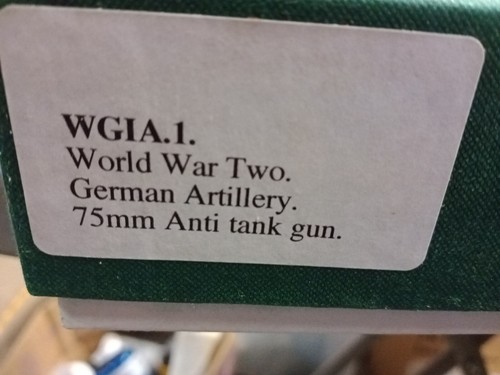 WGIA.1.
World War Two.
German Artillery.
75mm Anti tank gun.